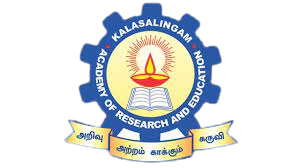 KALASALINGAM
ACADEMY OF RESEARCH AND EDUCATION
அறிவு அற்றம் காக்கும் கருவி